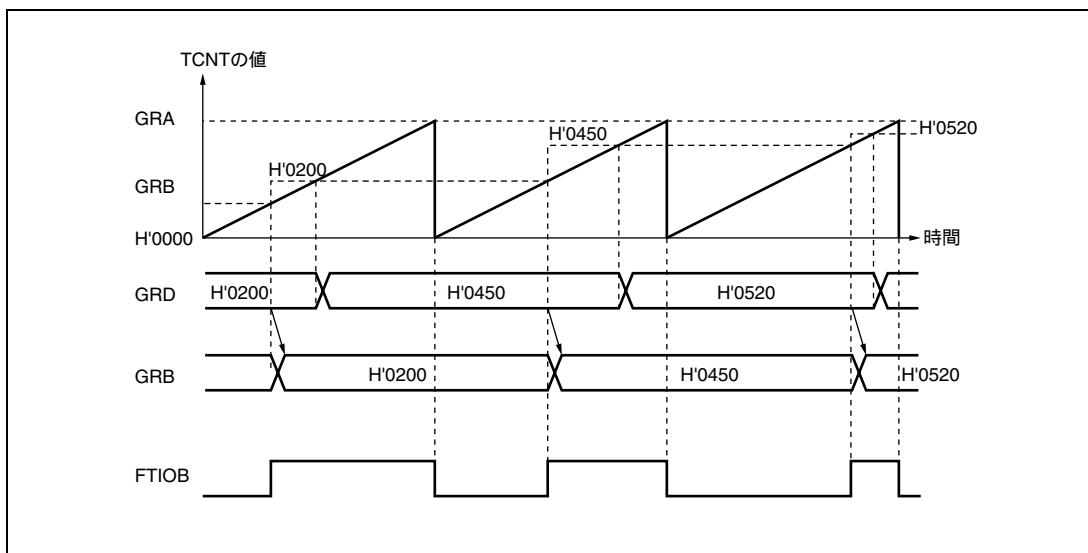 TCNTの値
GRA
H'0450
H'0520
H'0200
GRB
H'0000
時間
GRD
H'0200
H'0450
H'0520
GRB
H'0200
H'0450
H'0520
FTIOB